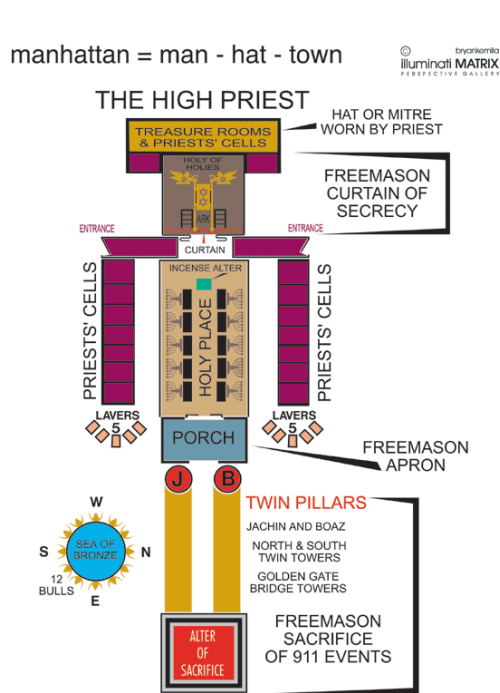 manhattan = man - hat - town
© bryankemila
illuminati MATRIX
PERSPECTIVE GALLERY
THE HIGH PRIEST
HAT OR MITRE
WORN BY PRIEST
TREASURE ROOMS
& PRIESTS' CELLS
HOLY OF
HOLIES
FREEMASON
CURTAIN OF
SECRECY
ARK
ENTRANCE
ENTRANCE
CURTAIN
INCENSE ALTER
PRIESTS' CELLS
HOLY PLACE
PRIESTS' CELLS
LAVERS
5
LAVERS
5
PORCH
FREEMASON
APRON
J
B
TWIN PILLARS
JACHIN AND BOAZ
NORTH & SOUTH
TWIN TOWERS
GOLDEN GATE
BRIDGE TOWERS
W
S
SEA OF
BRONZE
N
12
BULLS
E
FREEMASON
SACRIFICE
OF 911 EVENTS
ALTER
OF
SACRIFICE